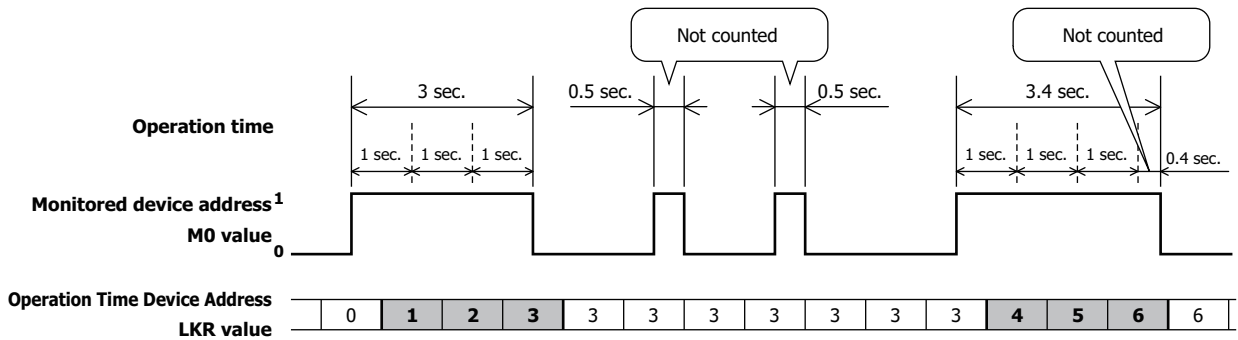 Not counted
Not counted
3 sec.
0.5 sec.
0.5 sec.
3.4 sec.
Operation time
1 sec. 1 sec. 1 sec.
1 sec. 1 sec. 1 sec. 0.4 sec.
Monitored device address 1
M0 value 0
Operation Time Device Address
LKR value
0 1 2 3 3 3 3 3 3 3 3 4 5 6 6